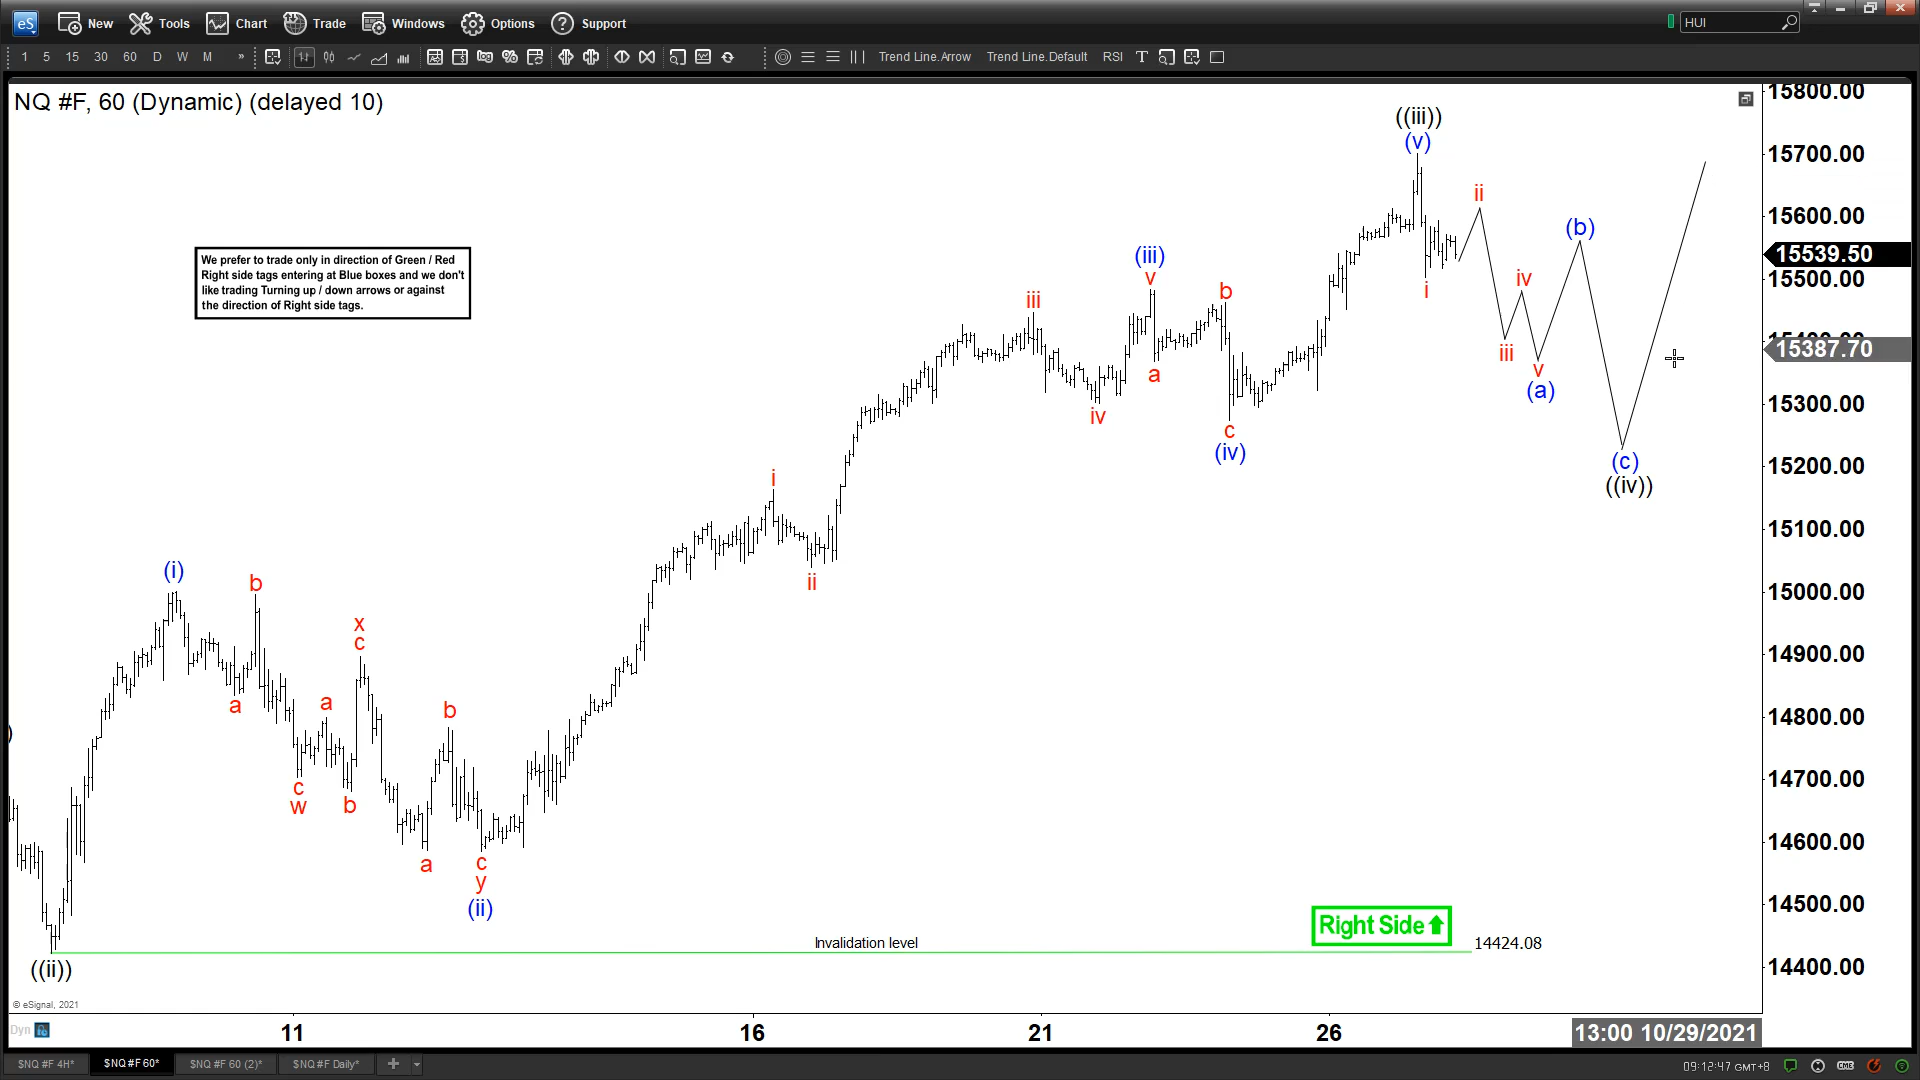 eS New Tools Chart Trade Windows Options Support HUI
1 5 15 30 60 D W M » log % Trend Line.Arrow Trend Line.Default RSI T
NQ #F, 60 (Dynamic) (delayed 10)
15800.00
((iii))
(v)
15700.00
ii
15600.00
(b)
We prefer to trade only in direction of Green / Red
Right side tags entering at Blue boxes and we don't
like trading Turning up / down arrows or against
the direction of Right side tags.
(iii)
15539.50
v
iv
15500.00
b
i
iii
15387.70
iii
a
v
(a)
15300.00
iv
c
(iv)
(c)
15200.00
i
((iv))
15100.00
(i)
b
ii
15000.00
x
c
14900.00
a
a
b
14800.00
c
14700.00
w
b
14600.00
a
c
y
(ii)
14500.00
Right Side
Invalidation level
14424.08
((ii))
14400.00
© eSignal, 2021
Dyn
11 16 21 26 13:00 10/29/2021
$NQ #F 4H* $NQ #F 60* $NQ #F 60 (2)* $NQ #F Daily* +
09:12:47 GMT+8 CME